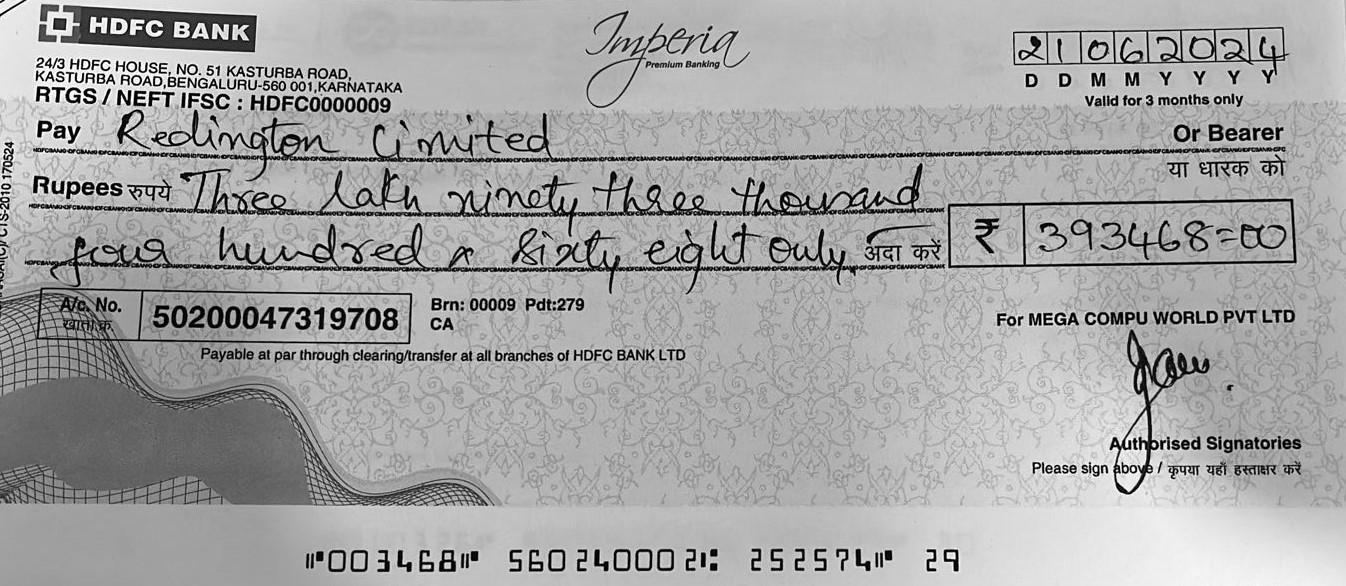 HDFC BANK
Imperia
Premium Banking
21062024
D D M M Y Y Y Y
Valid for 3 months only
24/3 HDFC HOUSE, NO. 51 KASTURBA ROAD,
KASTURBA ROAD,BENGALURU-560 001,KARNATAKA
RTGS / NEFT IFSC : HDFC0000009
Pay Redington Limited Or Bearer
या धारक को
Rupees रुपये Three lakh ninety three thousand
four hundred & sixty eight only अदा करें ₹ 393468=00
A/c. No. 50200047319708 Brn: 00009 Pdt:279
खाता क्र. CA
For MEGA COMPU WORLD PVT LTD
Payable at par through clearing/transfer at all branches of HDFC BANK LTD
Authorised Signatories
Please sign above / कृपया यहाँ हस्ताक्षर करें
CTS-2010 170524
⑈003468⑈ 560240002⑆ 252574⑈ 29